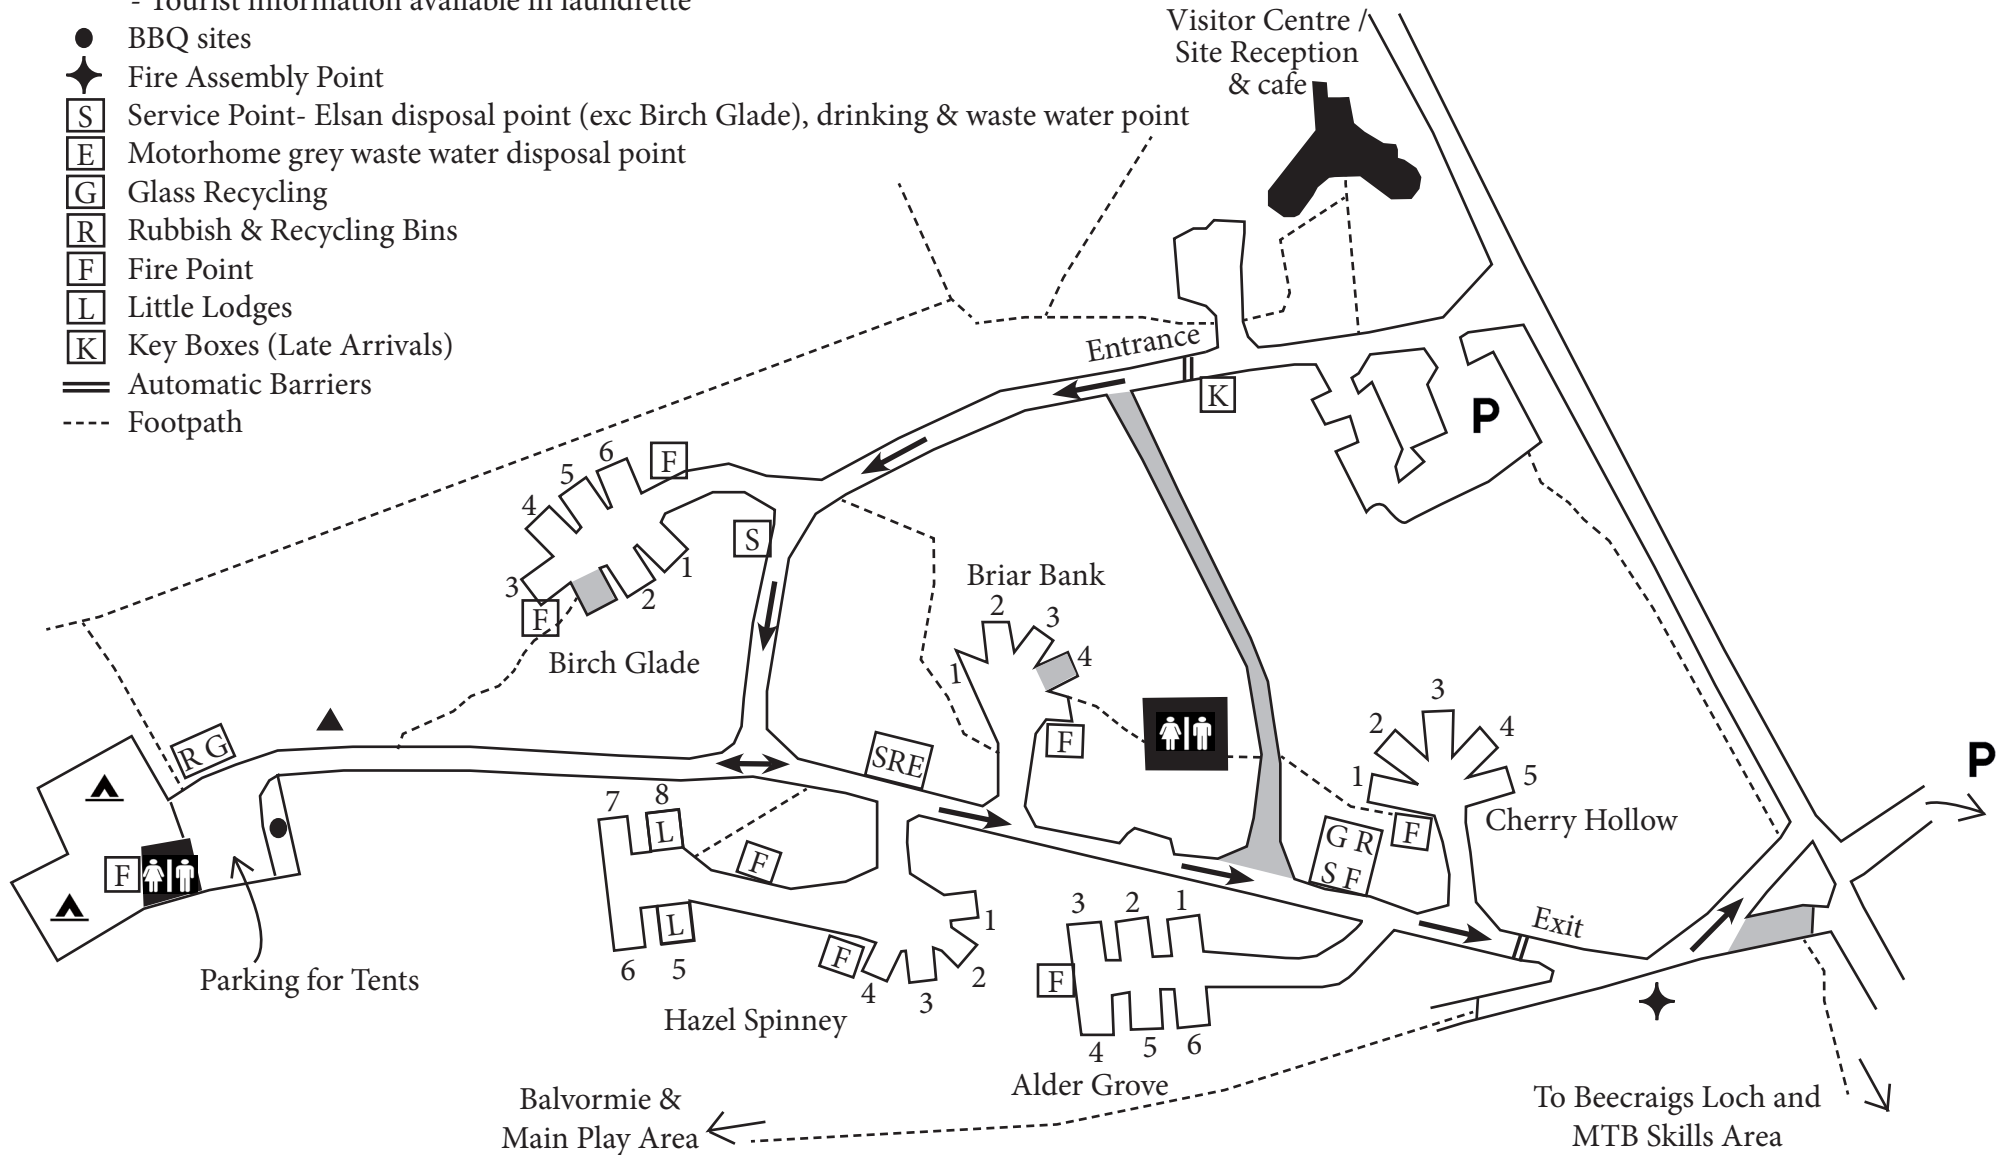 - Tourist information available in laundrette
BBQ sites
Fire Assembly Point
S Service Point- Elsan disposal point (exc Birch Glade), drinking & waste water point
E Motorhome grey waste water disposal point
G Glass Recycling
R Rubbish & Recycling Bins
F Fire Point
L Little Lodges
K Key Boxes (Late Arrivals)
Automatic Barriers
Footpath
Visitor Centre /
Site Reception
& cafe
Entrance
K
P
6
F
5
4
S
1
3
2
F
Birch Glade
Briar Bank
2
3
4
1
F
R G
SRE
3
2
4
1
5
Cherry Hollow
F
G R
S F
P
7
8
L
F
F
Parking for Tents
L
6
5
F
4
3
2
1
Hazel Spinney
3
2
1
F
4
5
6
Alder Grove
Exit
Balvormie &
Main Play Area
To Beecraigs Loch and
MTB Skills Area